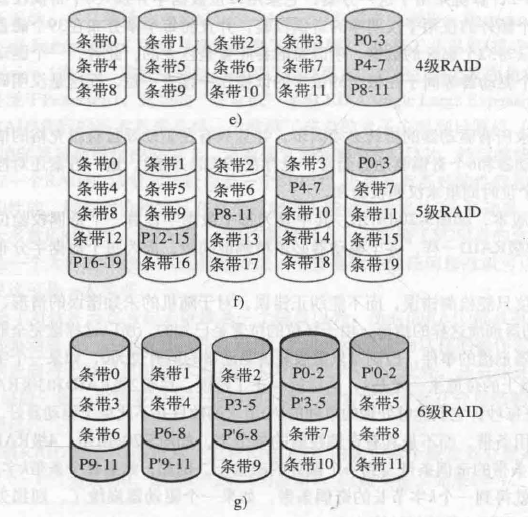 条带0 条带1 条带2 条带3 P0-3
条带4 条带5 条带6 条带7 P4-7 4级RAID
条带8 条带9 条带10 条带11 P8-11
e)
条带0 条带1 条带2 条带3 P0-3
条带4 条带5 条带6 P4-7 条带7
条带8 条带9 P8-11 条带10 条带11 5级RAID
条带12 P12-15 条带13 条带14 条带15
P16-19 条带16 条带17 条带18 条带19
f)
条带0 条带1 条带2 P0-2 P'0-2
条带3 条带4 P3-5 P'3-5 条带5
条带6 P6-8 P'6-8 条带7 条带8 6级RAID
P9-11 P'9-11 条带9 条带10 条带11
g)